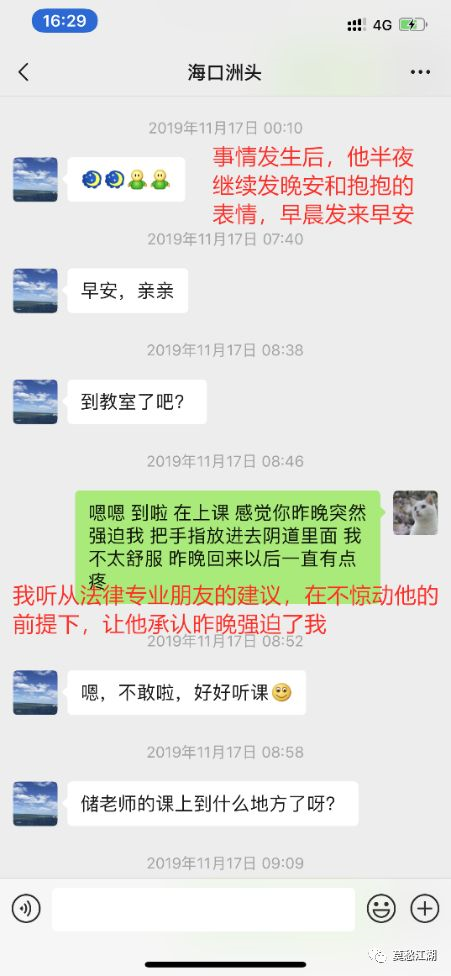 16:29
4G
海口洲头
2019年11月17日 00:10
事情发生后，他半夜
继续发晚安和抱抱的
表情，早晨发来早安
2019年11月17日 07:40
早安，亲亲
2019年11月17日 08:38
到教室了吧？
2019年11月17日 08:46
嗯嗯 到啦 在上课 感觉你昨晚突然
强迫我 把手指放进去阴道里面 我
不太舒服 昨晚回来以后一直有点
疼
我听从法律专业朋友的建议，在不惊动他的
前提下，让他承认昨晚强迫了我
2019年11月17日 08:52
嗯，不敢啦，好好听课
2019年11月17日 08:58
储老师的课上到什么地方了呀？
2019年11月17日 09:09
莫愁江湖